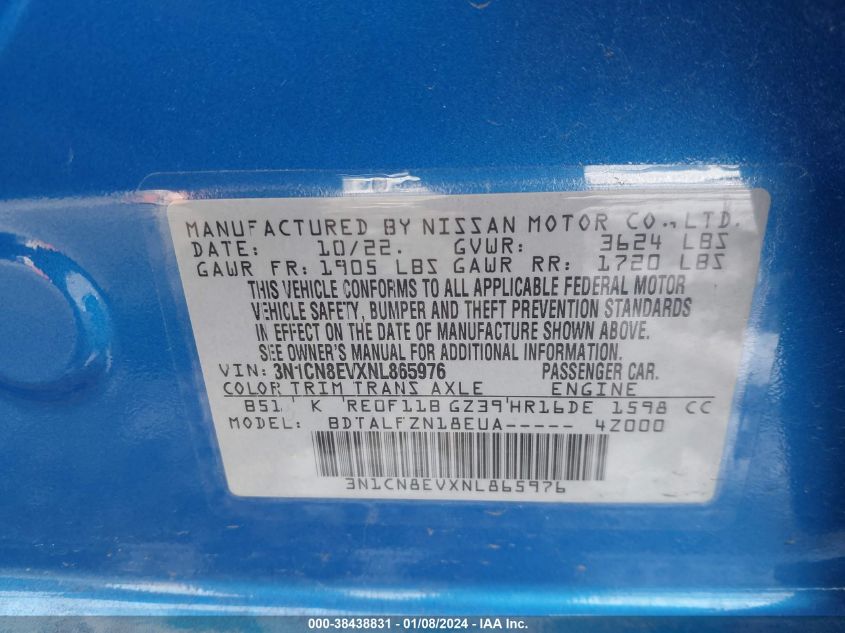 MANUFACTURED BY NISSAN MOTOR CO., LTD.
DATE: 10/22. GVWR: 3624 LBS
GAWR FR: 1905 LBS GAWR RR: 1720 LBS
THIS VEHICLE CONFORMS TO ALL APPLICABLE FEDERAL MOTOR
VEHICLE SAFETY, BUMPER AND THEFT PREVENTION STANDARDS
IN EFFECT ON THE DATE OF MANUFACTURE SHOWN ABOVE.
SEE OWNER'S MANUAL FOR ADDITIONAL INFORMATION.
VIN: 3N1CN8EVXNL865976 PASSENGER CAR.
COLOR TRIM TRANS AXLE ENGINE
B51 K RE0F11B GZ39 HR16DE 1598 CC
MODEL: BDTALFZN18EUA----- 4Z000
3N1CN8EVXNL865976
000-38438831 - 01/08/2024 - IAA Inc.